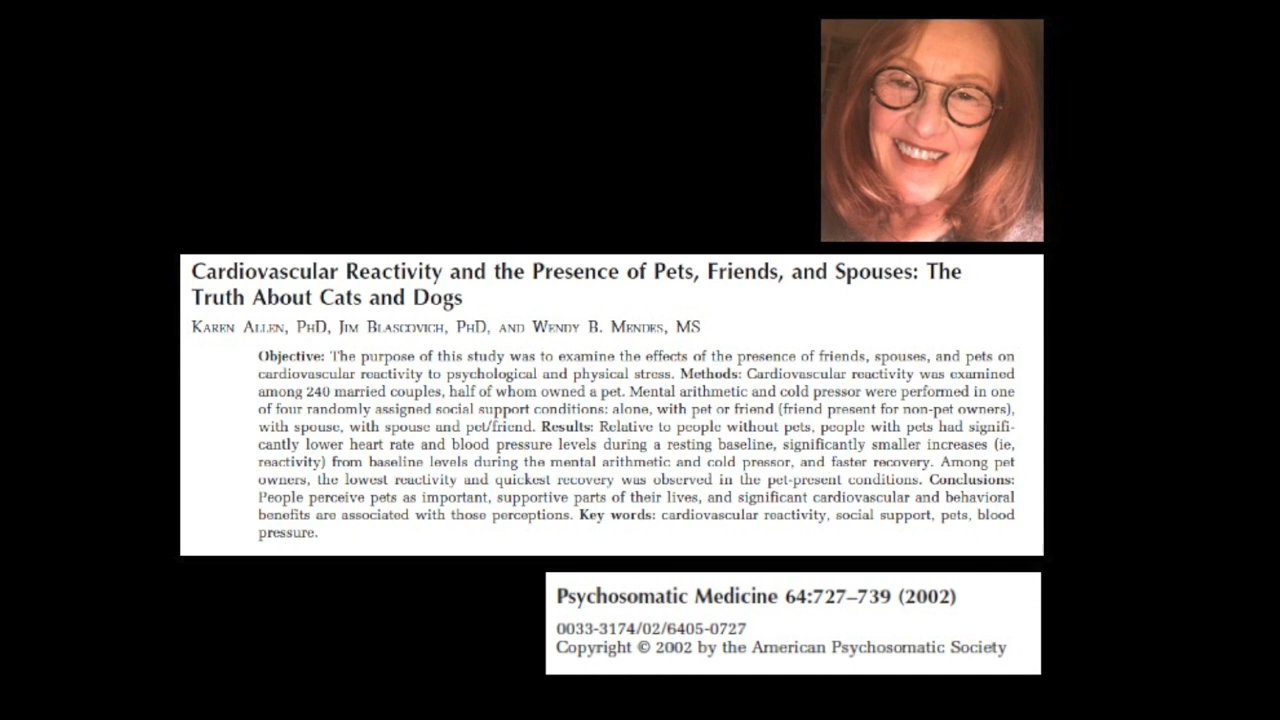 Cardiovascular Reactivity and the Presence of Pets, Friends, and Spouses: The
Truth About Cats and Dogs
KAREN ALLEN, PHD, JIM BLASCOVICH, PHD, AND WENDY B. MENDES, MS
Objective: The purpose of this study was to examine the effects of the presence of friends, spouses, and pets on
cardiovascular reactivity to psychological and physical stress. Methods: Cardiovascular reactivity was examined
among 240 married couples, half of whom owned a pet. Mental arithmetic and cold pressor were performed in one
of four randomly assigned social support conditions: alone, with pet or friend (friend present for non-pet owners),
with spouse, with spouse and pet/friend. Results: Relative to people without pets, people with pets had signifi-
cantly lower heart rate and blood pressure levels during a resting baseline, significantly smaller increases (ie,
reactivity) from baseline levels during the mental arithmetic and cold pressor, and faster recovery. Among pet
owners, the lowest reactivity and quickest recovery was observed in the pet-present conditions. Conclusions:
People perceive pets as important, supportive parts of their lives, and significant cardiovascular and behavioral
benefits are associated with those perceptions. Key words: cardiovascular reactivity, social support, pets, blood
pressure.
Psychosomatic Medicine 64:727–739 (2002)
0033-3174/02/6405-0727
Copyright © 2002 by the American Psychosomatic Society